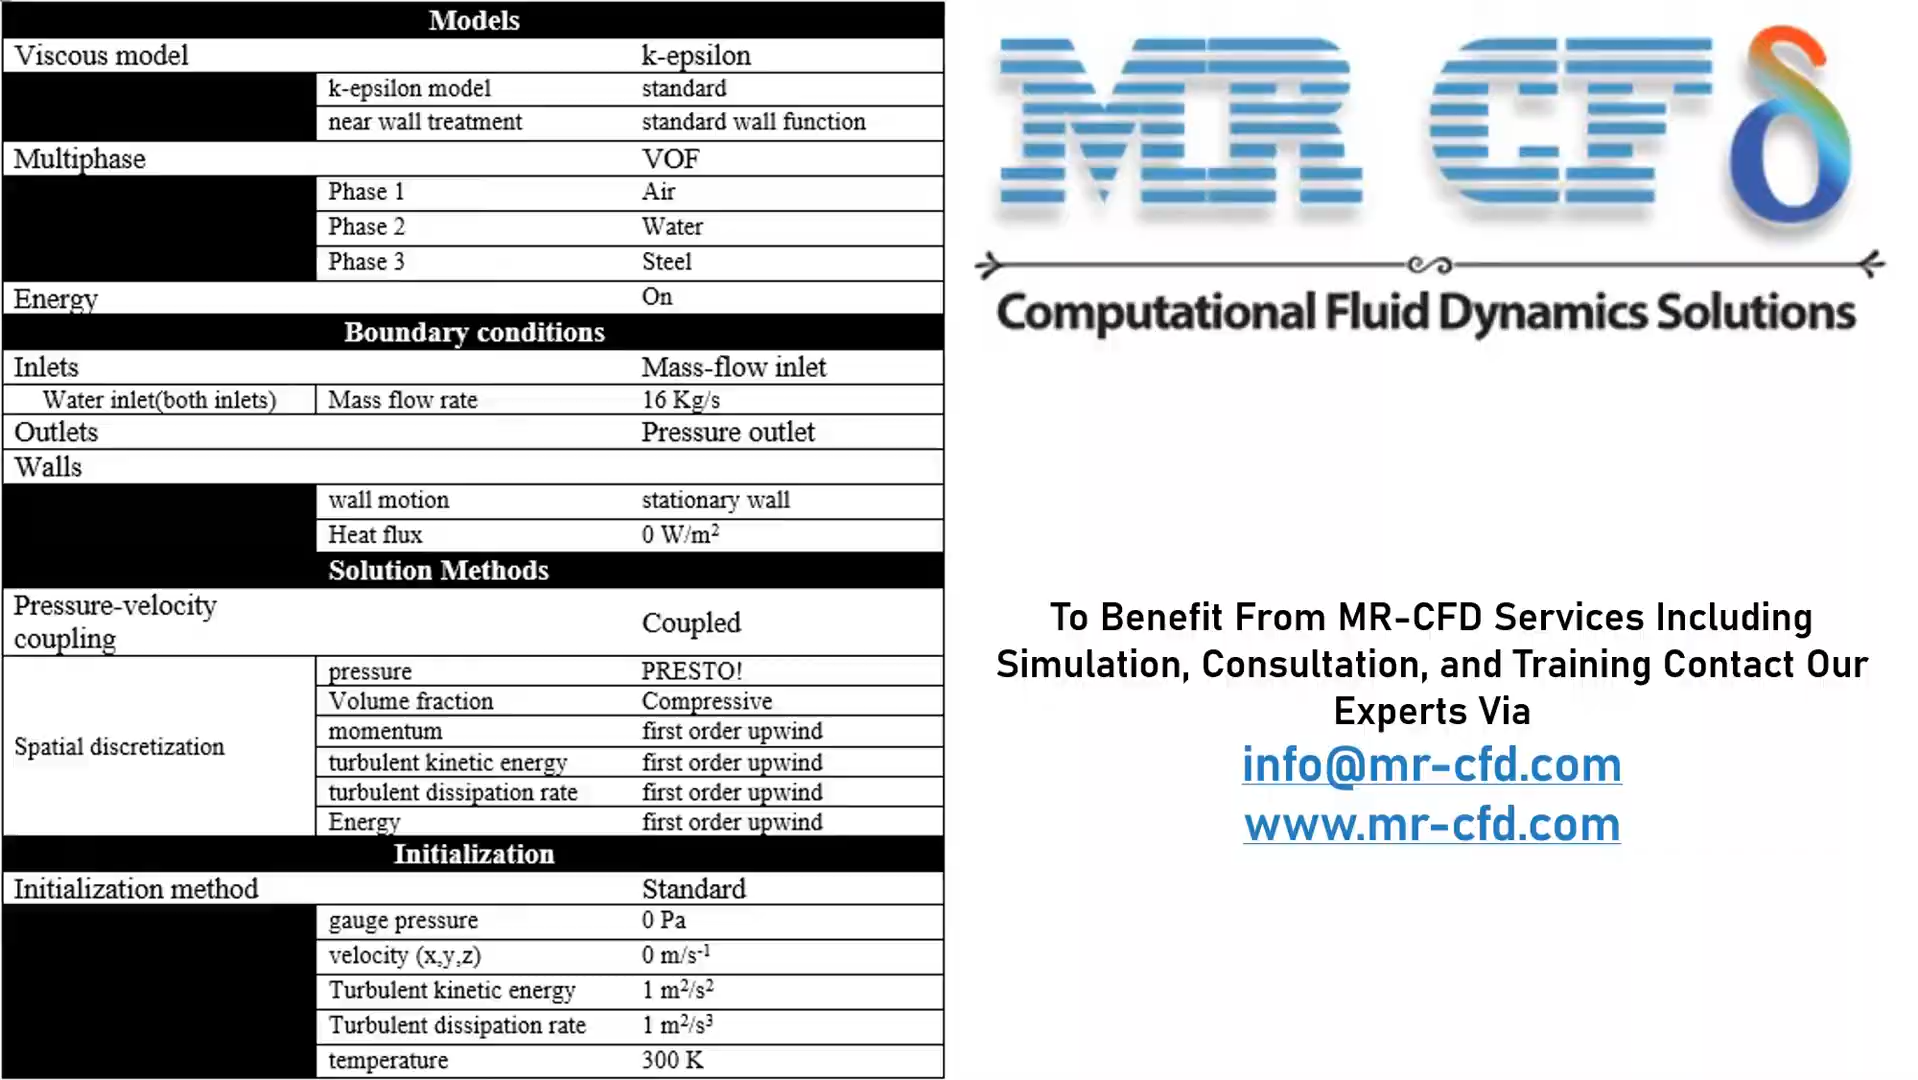 Models
Viscous model k-epsilon
k-epsilon model standard
near wall treatment standard wall function
Multiphase VOF
Phase 1 Air
Phase 2 Water
Phase 3 Steel
Energy On
Boundary conditions
Inlets Mass-flow inlet
Water inlet(both inlets) Mass flow rate 16 Kg/s
Outlets Pressure outlet
Walls
wall motion stationary wall
Heat flux 0 W/m²
Solution Methods
Pressure-velocity
coupling Coupled
Spatial discretization
pressure PRESTO!
Volume fraction Compressive
momentum first order upwind
turbulent kinetic energy first order upwind
turbulent dissipation rate first order upwind
Energy first order upwind
Initialization
Initialization method Standard
gauge pressure 0 Pa
velocity (x,y,z) 0 m/s⁻¹
Turbulent kinetic energy 1 m²/s²
Turbulent dissipation rate 1 m²/s³
temperature 300 K
MR CFδ
Computational Fluid Dynamics Solutions
To Benefit From MR-CFD Services Including
Simulation, Consultation, and Training Contact Our
Experts Via
info@mr-cfd.com
www.mr-cfd.com